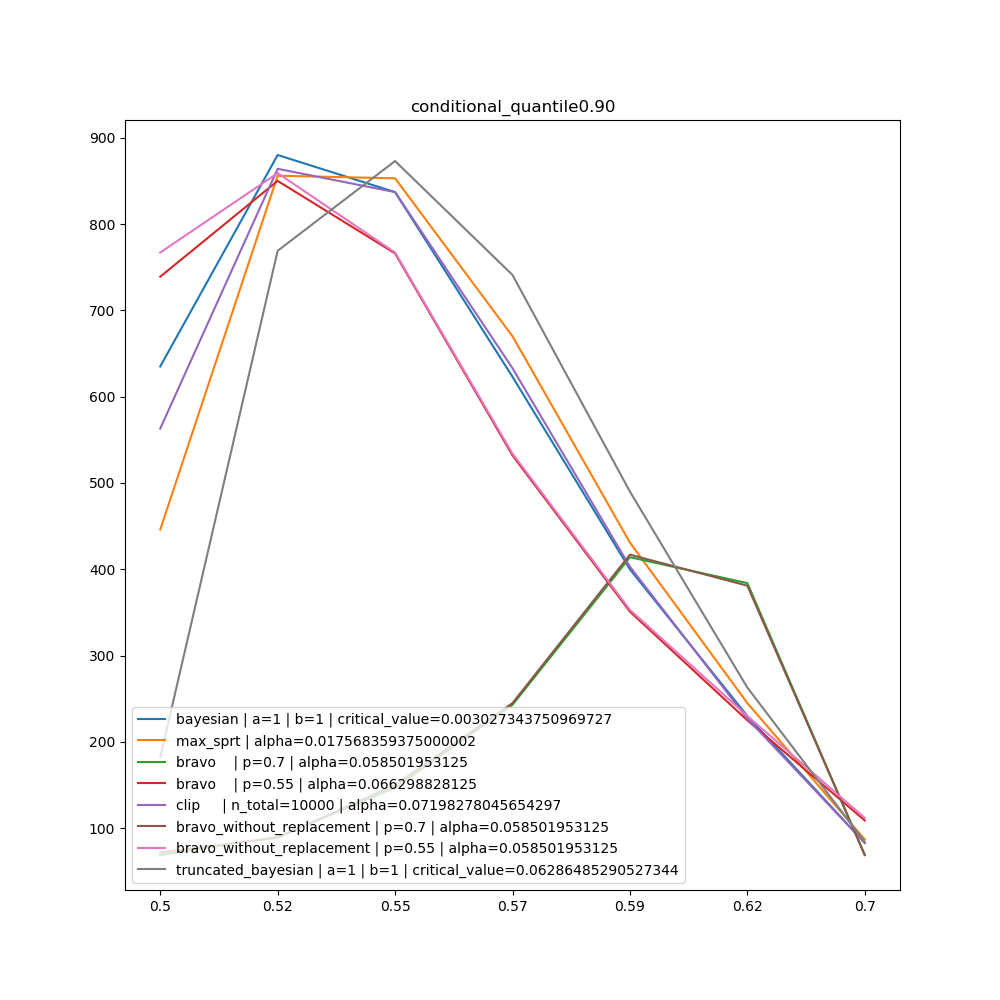 conditional_quantile0.90
900
800
700
600
500
400
300
200
100
bayesian | a=1 | b=1 | critical_value=0.003027343750969727
max_sprt | alpha=0.017568359375000002
bravo | p=0.7 | alpha=0.058501953125
bravo | p=0.55 | alpha=0.066298828125
clip | n_total=10000 | alpha=0.07198278045654297
bravo_without_replacement | p=0.7 | alpha=0.058501953125
bravo_without_replacement | p=0.55 | alpha=0.058501953125
truncated_bayesian | a=1 | b=1 | critical_value=0.06286485290527344
0.5 0.52 0.55 0.57 0.59 0.62 0.7